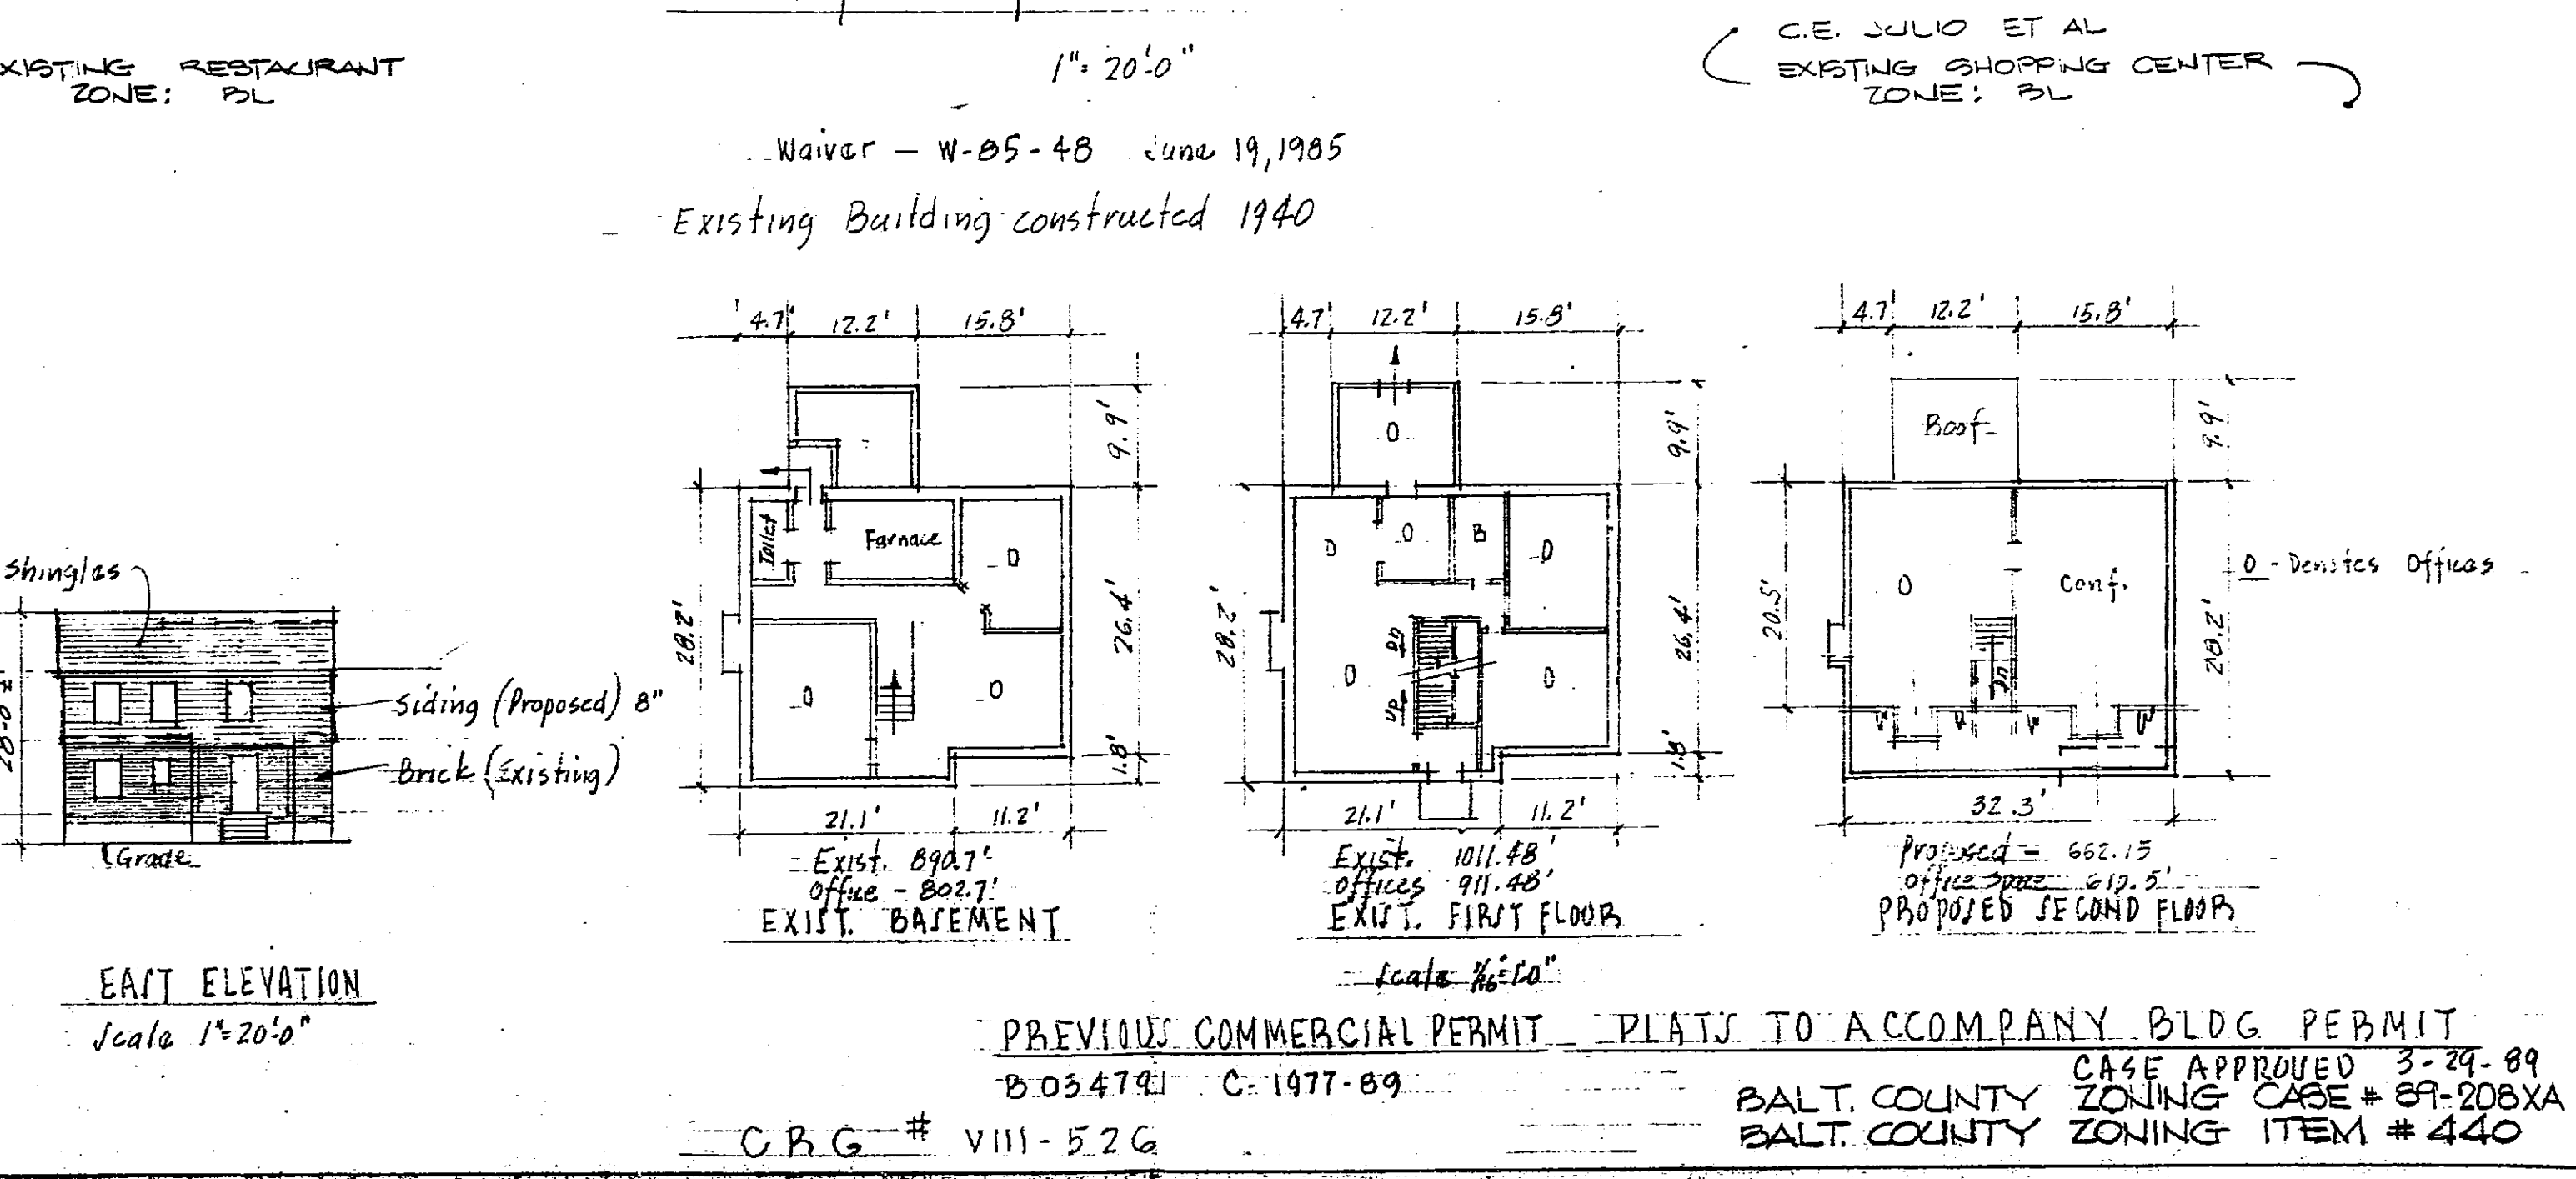 XISTING RESTAURANT
ZONE: BL
1"= 20'-0"
C.E. JULIO ET AL
EXISTING SHOPPING CENTER
ZONE: BL
Waiver - W-85-48 June 19, 1985
Existing Building constructed 1940
Shingles
Siding (Proposed) 8"
Brick (Existing)
Grade
EAST ELEVATION
Scale 1"=20'-0"
4.7' 12.2' 15.8'
9.9'
28.2'
26.4'
1.8'
Toilet
Furnace
O
O
O
21.1' 11.2'
Exist. 890.7'
Office - 802.7'
EXIST. BASEMENT
4.7' 12.2' 15.8'
9.9'
28.2'
26.4'
1.8'
O
O O B O
O O
Dn
Up
21.1' 11.2'
Exist. 1011.48'
Offices 911.48'
EXIST. FIRST FLOOR
4.7' 12.2' 15.8'
9.9'
Roof
20.5'
28.2'
O
Conf.
Dn
32.3'
Proposed = 662.15
Office Space
PROPOSED SECOND FLOOR
O - Denotes Offices
Scale
PREVIOUS COMMERCIAL PERMIT
B 034791 C-1977-89
CRG # VIII-526
PLATS TO ACCOMPANY BLDG PERMIT
CASE APPROVED 3-29-89
BALT. COUNTY ZONING CASE # 89-208XA
BALT. COUNTY ZONING ITEM # 440